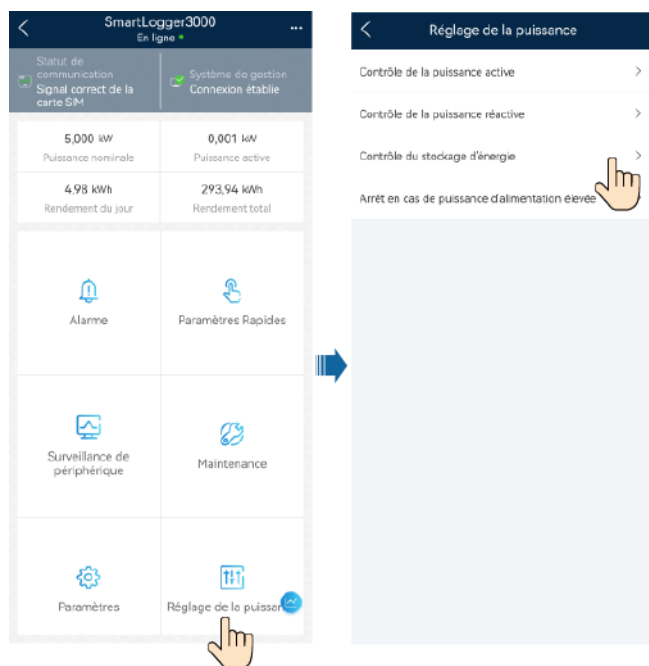 SmartLogger3000
En ligne
...
Statut de
communication
Signal correct de la
carte SIM
Système de gestion
Connexion établie
5,000 kW
Puissance nominale
0,001 kW
Puissance active
4,98 kWh
Rendement du jour
293,94 kWh
Rendement total
Alarme
Paramètres Rapides
Surveillance de
périphérique
Maintenance
Paramètres
Réglage de la puissan
Réglage de la puissance
Contrôle de la puissance active
Contrôle de la puissance réactive
Contrôle du stockage d'énergie
Arrêt en cas de puissance d'alimentation élevée